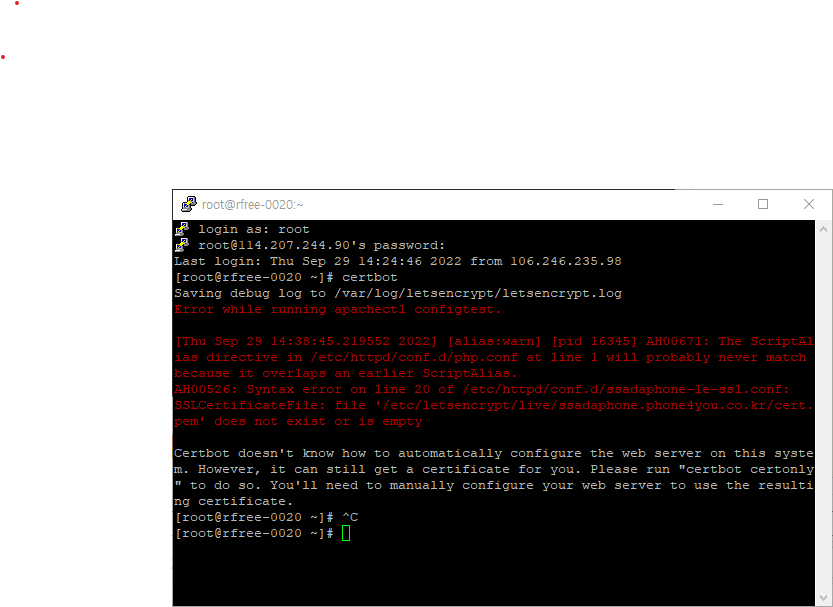 root@rfree-0020:~
login as: root
root@114.207.244.90's password:
Last login: Thu Sep 29 14:24:46 2022 from 106.246.235.98
[root@rfree-0020 ~]# certbot
Saving debug log to /var/log/letsencrypt/letsencrypt.log
Error while running apachectl configtest.
[Thu Sep 29 14:38:45.219552 2022] [alias:warn] [pid 16345] AH00671: The ScriptAl
ias directive in /etc/httpd/conf.d/php.conf at line 1 will probably never match
because it overlaps an earlier ScriptAlias.
AH00526: Syntax error on line 20 of /etc/httpd/conf.d/ssadaphone-le-ssl.conf:
SSLCertificateFile: file '/etc/letsencrypt/live/ssadaphone.phone4you.co.kr/cert.
pem' does not exist or is empty
Certbot doesn't know how to automatically configure the web server on this syste
m. However, it can still get a certificate for you. Please run "certbot certonly
" to do so. You'll need to manually configure your web server to use the resulti
ng certificate.
[root@rfree-0020 ~]# ^C
[root@rfree-0020 ~]#